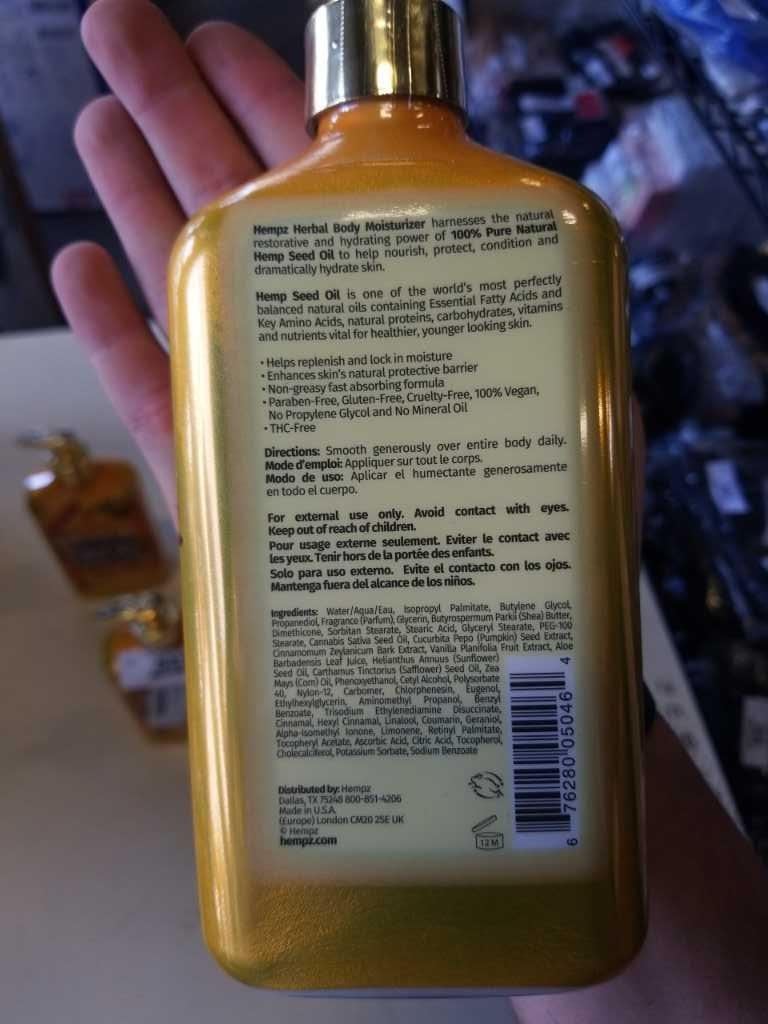 Hempz Herbal Body Moisturizer harnesses the natural
restorative and hydrating power of 100% Pure Natural
Hemp Seed Oil to help nourish, protect, condition and
dramatically hydrate skin.
Hemp Seed Oil is one of the world's most perfectly
balanced natural oils containing Essential Fatty Acids and
Key Amino Acids, natural proteins, carbohydrates, vitamins
and nutrients vital for healthier, younger looking skin.
• Helps replenish and lock in moisture
• Enhances skin's natural protective barrier
• Non-greasy fast absorbing formula
• Paraben-Free, Gluten-Free, Cruelty-Free, 100% Vegan,
No Propylene Glycol and No Mineral Oil
• THC-Free
Directions: Smooth generously over entire body daily.
Mode d'emploi: Appliquer sur tout le corps.
Modo de uso: Aplicar el humectante generosamente
en todo el cuerpo.
For external use only. Avoid contact with eyes.
Keep out of reach of children.
Pour usage externe seulement. Eviter le contact avec
les yeux. Tenir hors de la portée des enfants.
Solo para uso externo. Evite el contacto con los ojos.
Mantenga fuera del alcance de los niños.
Ingredients: Water/Aqua/Eau, Isopropyl Palmitate, Butylene Glycol,
Propanediol, Fragrance (Parfum), Glycerin, Butyrospermum Parkii (Shea) Butter,
Dimethicone, Sorbitan Stearate, Stearic Acid, Glyceryl Stearate, PEG-100
Stearate, Cannabis Sativa Seed Oil, Cucurbita Pepo (Pumpkin) Seed Extract,
Cinnamomum Zeylanicum Bark Extract, Vanilla Planifolia Fruit Extract, Aloe
Barbadensis Leaf Juice, Helianthus Annuus (Sunflower)
Seed Oil, Carthamus Tinctorius (Safflower) Seed Oil, Zea
Mays (Corn) Oil, Phenoxyethanol, Cetyl Alcohol, Polysorbate
40, Nylon-12, Carbomer, Chlorphenesin, Eugenol,
Ethylhexylglycerin, Aminomethyl Propanol, Benzyl
Benzoate, Trisodium Ethylenediamine Disuccinate,
Cinnamal, Hexyl Cinnamal, Linalool, Coumarin, Geraniol,
Alpha-Isomethyl Ionone, Limonene, Retinyl Palmitate,
Tocopheryl Acetate, Ascorbic Acid, Citric Acid, Tocopherol,
Cholecalciferol, Potassium Sorbate, Sodium Benzoate
Distributed by: Hempz
Dallas, TX 75248 800-851-4206
Made in U.S.A.
(Europe) London CM20 2SE UK
© Hempz
hempz.com
12 M
6 76280 05046 4